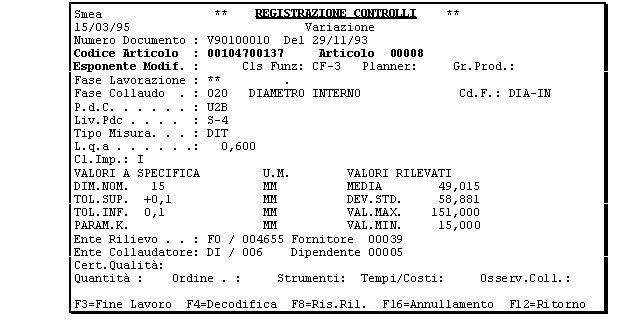 Smea ** REGISTRAZIONE CONTROLLI **
15/03/95 Variazione
Numero Documento : V90100010 Del 29/11/93
Codice Articolo : 00104700137 Articolo 00008
Esponente Modif. : Cls Funz: CF-3 Planner: Gr.Prod.:
Fase Lavorazione : ** .
Fase Collaudo . : 020 DIAMETRO INTERNO Cd.F.: DIA-IN
P.d.C. . . . . . : U2B
Liv.Pdc . . . . : S-4
Tipo Misura. . . : DIT
L.q.a . . . . . .: 0,600
Cl.Imp.: I
VALORI A SPECIFICA U.M. VALORI RILEVATI
DIM.NOM. 15 MM MEDIA 49,015
TOL.SUP. +0,1 MM DEV.STD. 58,881
TOL.INF. 0,1 MM VAL.MAX. 151,000
PARAM.K. MM VAL.MIN. 15,000
Ente Rilievo . . : FO / 004655 Fornitore 00039
Ente Collaudatore: DI / 006 Dipendente 00005
Cert.Qualità:
Quantità : Ordine . : Strumenti: Tempi/Costi: Osserv.Coll.:
F3=Fine Lavoro F4=Decodifica F8=Ris.Ril. F16=Annullamento F12=Ritorno